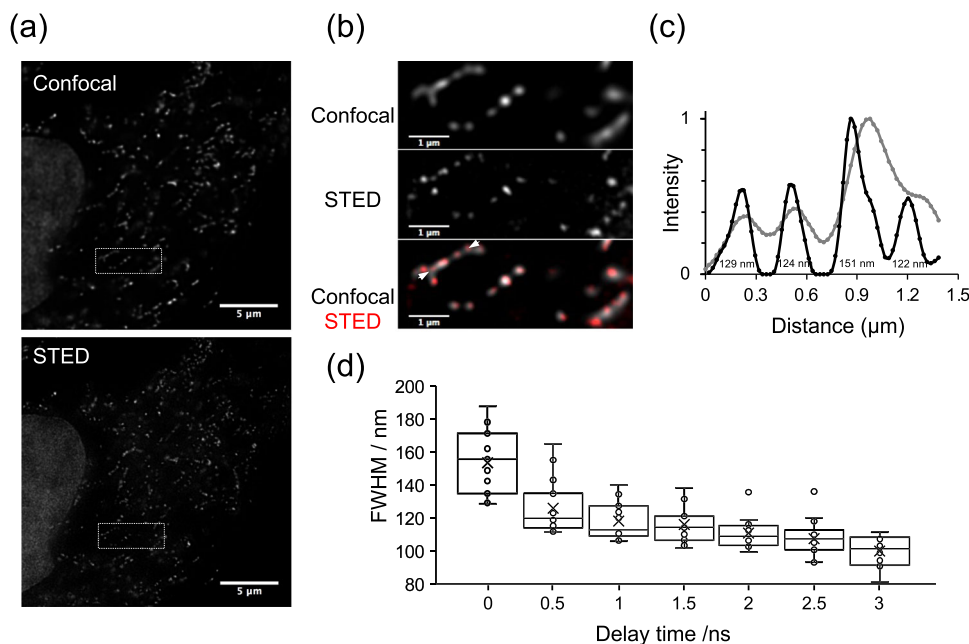 (a)
Confocal
5 µm
STED
5 µm
(b)
Confocal
1 µm
STED
1 µm
Confocal
STED
1 µm
(c)
Intensity
1
0
129 nm
124 nm
151 nm
122 nm
0
0.3
0.6
0.9
1.2
1.5
Distance (µm)
(d)
FWHM / nm
200
180
160
140
120
100
80
0
0.5
1
1.5
2
2.5
3
Delay time /ns